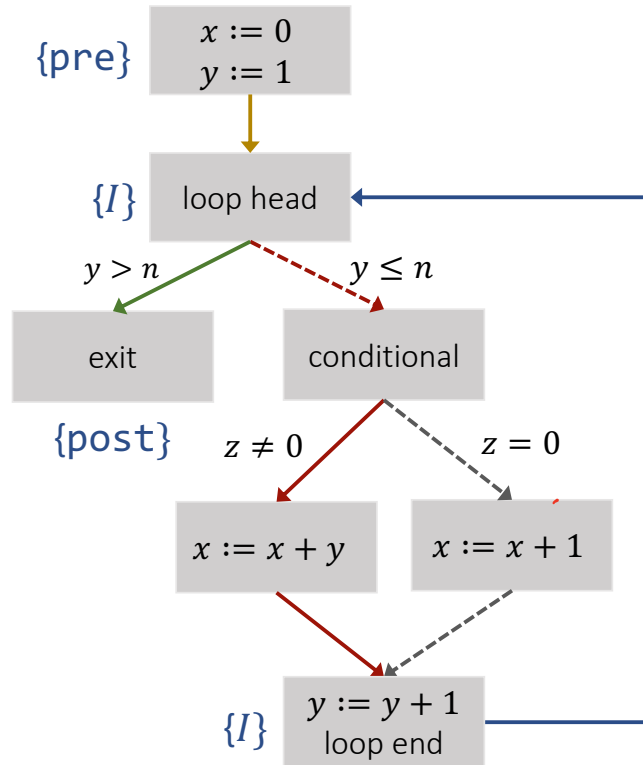 x := 0
{pre}
y := 1
{I}
loop head
y > n
y ≤ n
exit
conditional
{post}
z ≠ 0
z = 0
x := x + y
x := x + 1
y := y + 1
{I}
loop end